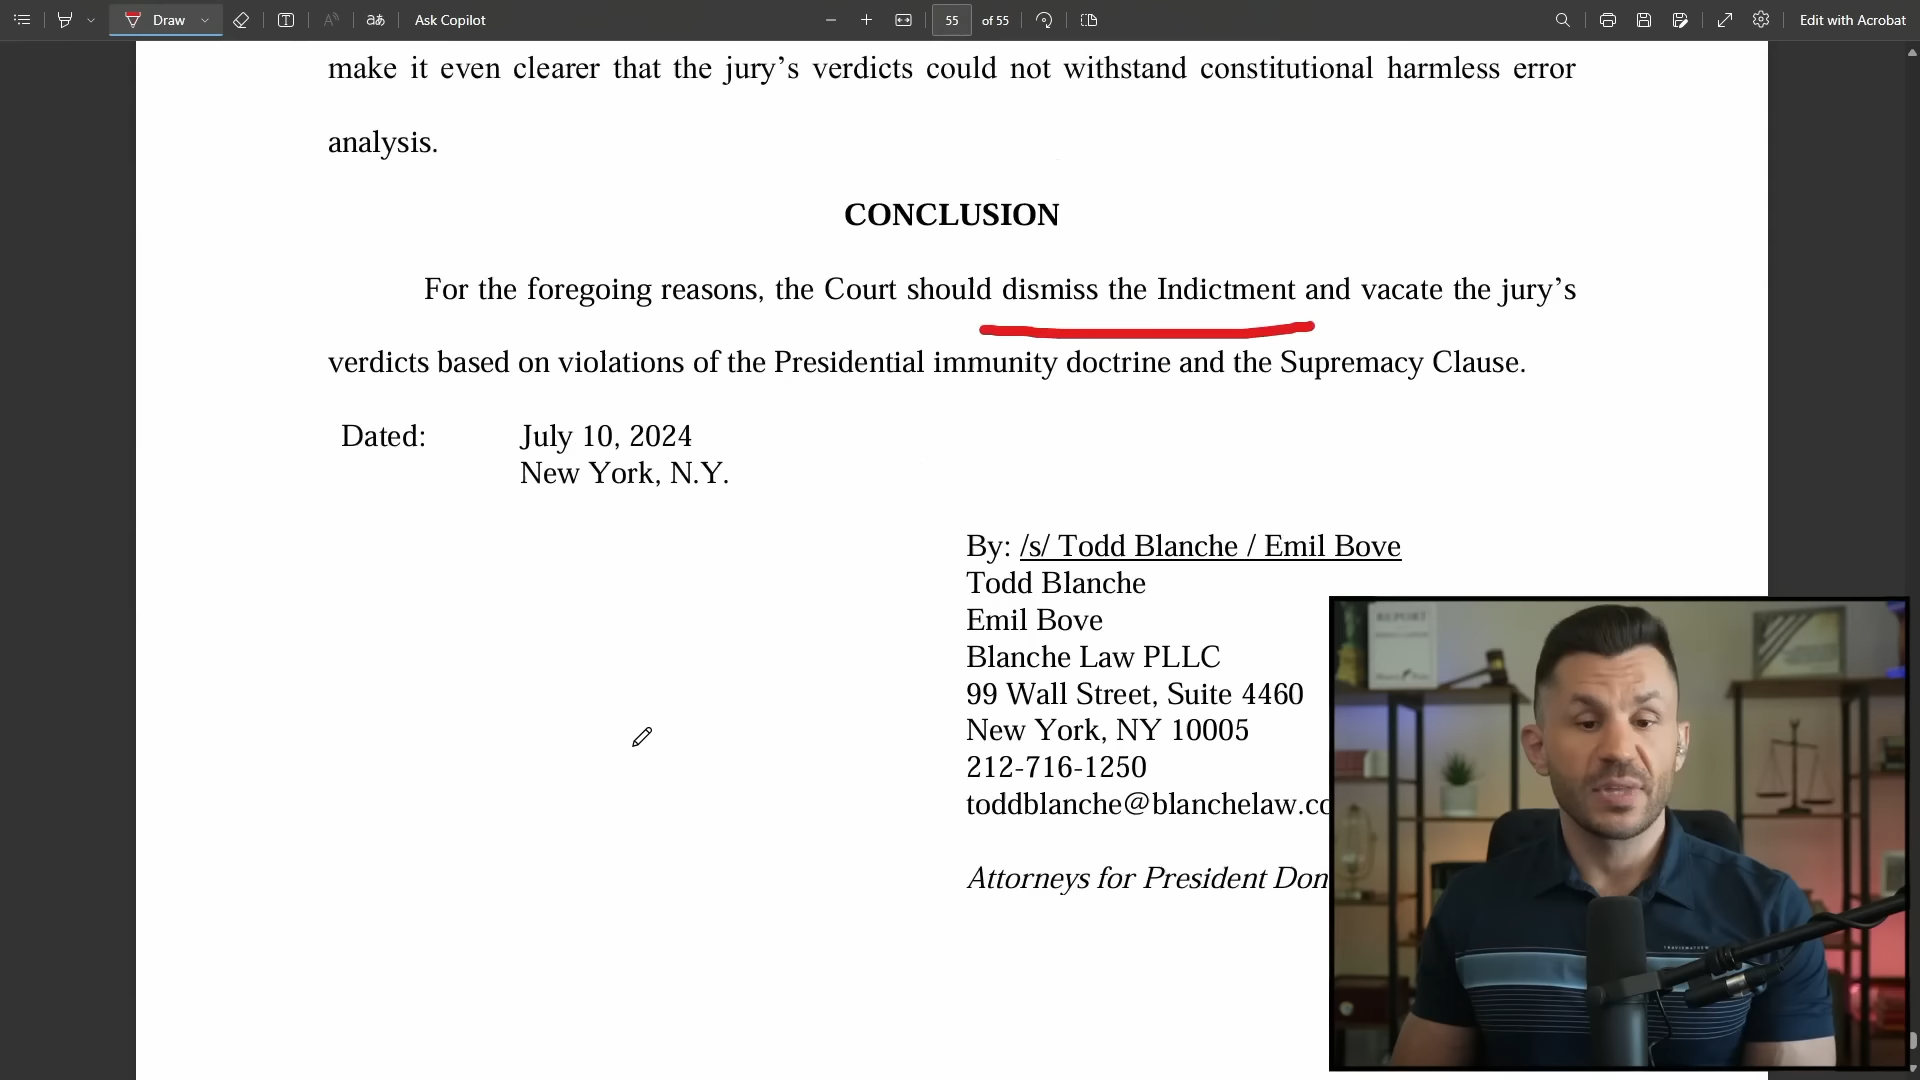 Draw
Ask Copilot
55
of 55
Edit with Acrobat
make it even clearer that the jury’s verdicts could not withstand constitutional harmless error
analysis.
CONCLUSION
For the foregoing reasons, the Court should dismiss the Indictment and vacate the jury’s
verdicts based on violations of the Presidential immunity doctrine and the Supremacy Clause.
Dated:
July 10, 2024
New York, N.Y.
By: /s/ Todd Blanche / Emil Bove
Todd Blanche
Emil Bove
Blanche Law PLLC
99 Wall Street, Suite 4460
New York, NY 10005
212-716-1250
toddblanche@blanchelaw.co
Attorneys for President Don
REPORT